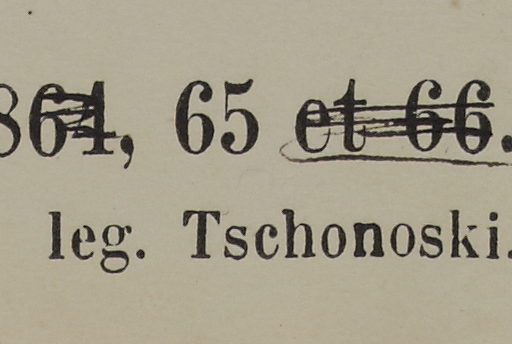 864, 65 et 66.
leg. Tschonoski.